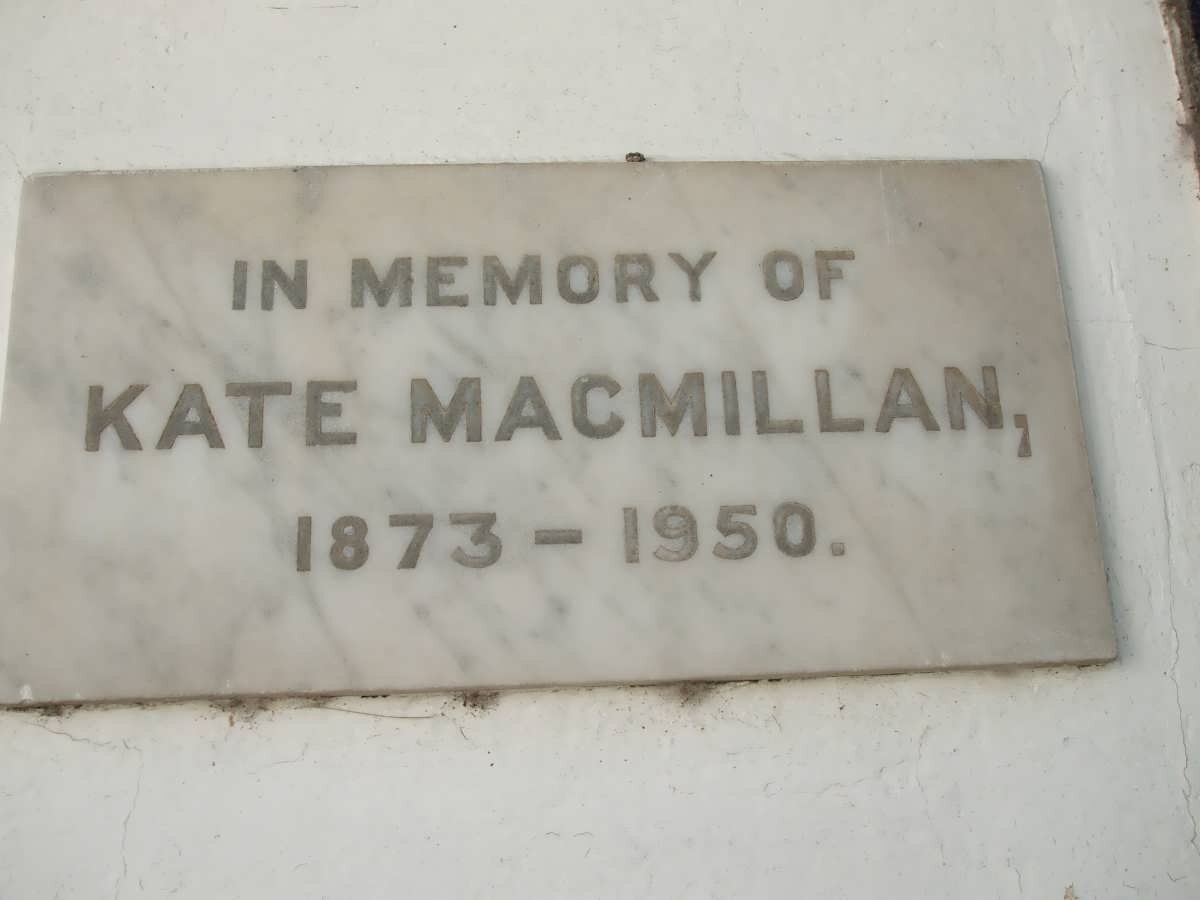 IN MEMORY OF
KATE MACMILLAN,
1873 – 1950.